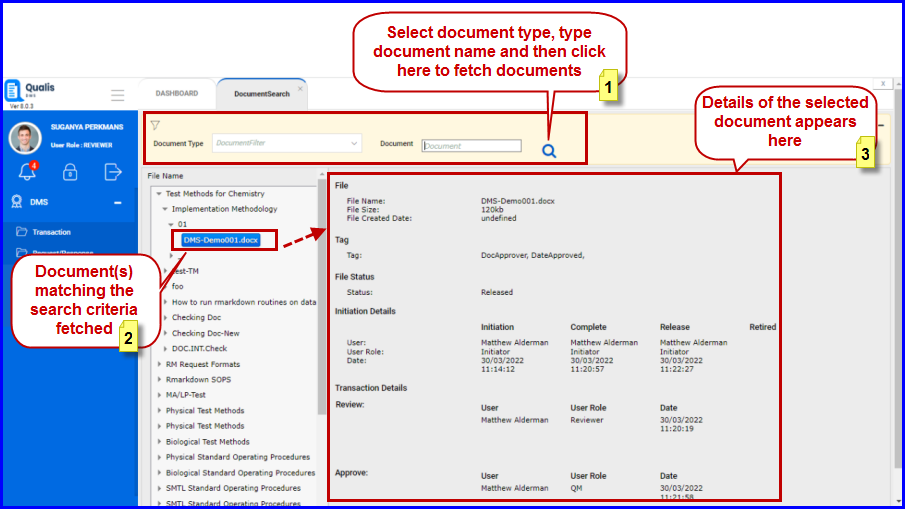 Select document type, type
document name and then click
here to fetch documents
1
Qualis
DMS
Ver 8.0.3
DASHBOARD
DocumentSearch
x
Details of the selected
document appears
here
3
SUGANYA PERKMANS
User Role : REVIEWER
4
Document Type
DocumentFilter
Document
Document
DMS
Transaction
Request/Response
File Name
Test Methods for Chemistry
Implementation Methodology
01
DMS-Demo001.docx
Test-TM
foo
How to run rmarkdown routines on data
Checking Doc
Checking Doc-New
DOC.INT.Check
RM Request Formats
Rmarkdown SOPS
MA/LP-Test
Physical Test Methods
Physical Test Methods
Biological Test Methods
Physical Standard Operating Procedures
Biological Standard Operating Procedures
SMTL Standard Operating Procedures
SMTL Standard Operating Procedures
Document(s)
matching the
search criteria
fetched
2
File
File Name: DMS-Demo001.docx
File Size: 120kb
File Created Date: undefined
Tag
Tag: DocApprover, DateApproved,
File Status
Status: Released
Initiation Details
Initiation Complete Release Retired
User: Matthew Alderman Matthew Alderman Matthew Alderman
User Role: Initiator Initiator Initiator
Date: 30/03/2022 30/03/2022 30/03/2022
11:14:12 11:20:57 11:22:27
Transaction Details
Review: User User Role Date
Matthew Alderman Reviewer 30/03/2022
11:20:19
Approve: User User Role Date
Matthew Alderman QM 30/03/2022
11:21:58